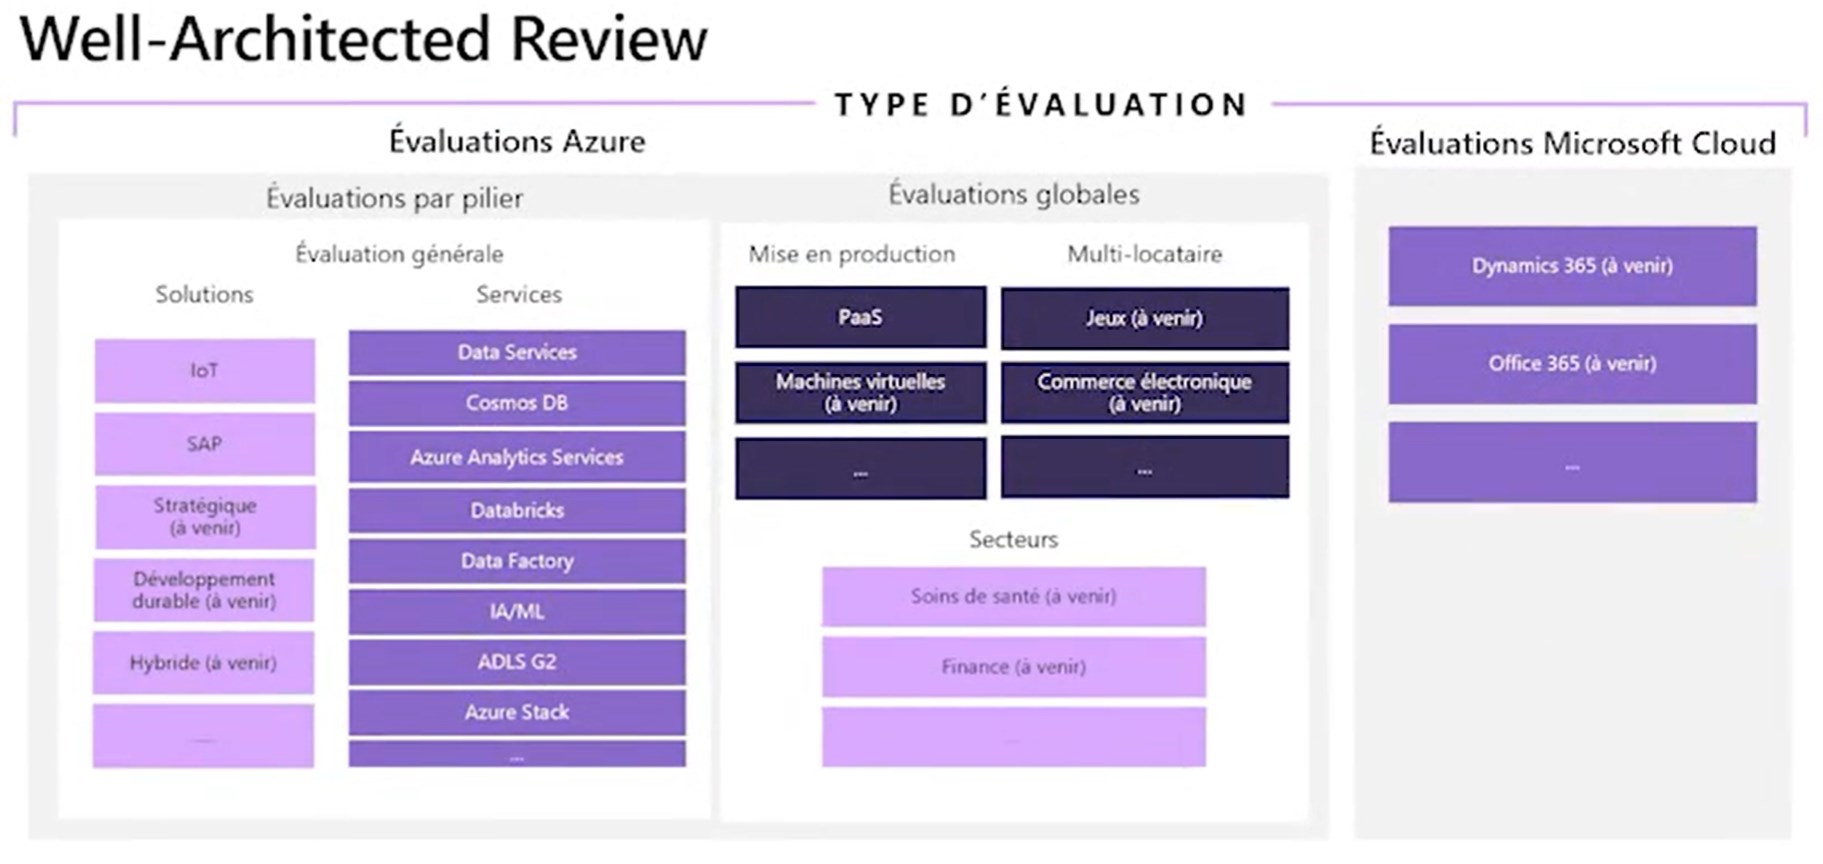 Well-Architected Review
TYPE D'ÉVALUATION
Évaluations Azure
Évaluations par pilier
Évaluation générale
Solutions
IoT
SAP
Stratégique
(à venir)
Développement
durable (à venir)
Hybride (à venir)
...
Services
Data Services
Cosmos DB
Azure Analytics Services
Databricks
Data Factory
IA/ML
ADLS G2
Azure Stack
...
Évaluations globales
Mise en production
PaaS
Machines virtuelles
(à venir)
...
Multi-locataire
Jeux (à venir)
Commerce électronique
(à venir)
...
Secteurs
Soins de santé (à venir)
Finance (à venir)
...
Évaluations Microsoft Cloud
Dynamics 365 (à venir)
Office 365 (à venir)
...